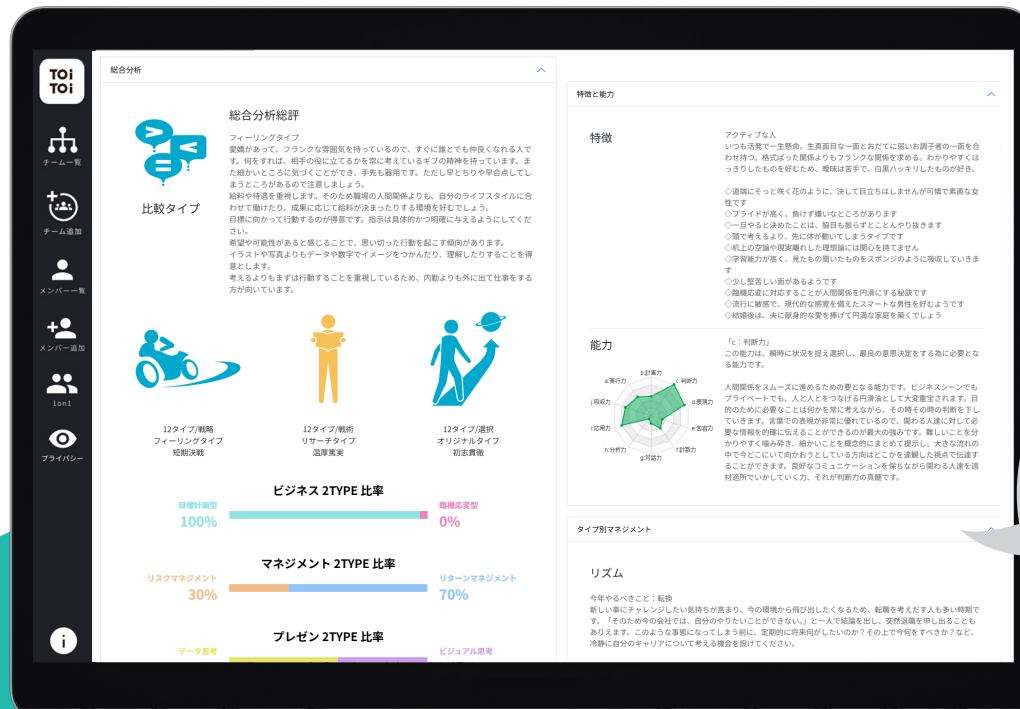 TOi
TOi
チーム一覧
チーム追加
メンバー一覧
メンバー追加
1on1
プライバシー
i
総合分析
比較タイプ
総合分析総評
フィーリングタイプ
愛嬌があって、フランクな雰囲気を持っているので、すぐに誰とでも仲良くなれる人で
す。何をすれば、相手の役に立てるかを常に考えているギブの精神を持っています。ま
た細かいところに気づくことができ、手先も器用です。ただし早とちりや早合点してし
まうところがあるので注意しましょう。
給料や待遇を重視します。そのため職場の人間関係よりも、自分のライフスタイルに合
わせて働けたり、成果に応じて給料が決まったりする環境を好むでしょう。
目標に向かって行動するのが得意です。指示は具体的かつ明確に与えるようにしてくだ
さい。
希望や可能性があると感じることで、思い切った行動を起こす傾向があります。
イラストや写真よりもデータや数字でイメージをつかんだり、理解したりすることを得
意とします。
考えるよりもまずは行動することを重視しているため、内勤よりも外に出て仕事をする
方が向いています。
12タイプ/戦略
フィーリングタイプ
短期決戦
12タイプ/戦術
リサーチタイプ
温厚篤実
12タイプ/選択
オリジナルタイプ
初志貫徹
ビジネス 2TYPE 比率
目標計画型
100%
臨機応変型
0%
マネジメント 2TYPE 比率
リスクマネジメント
30%
リターンマネジメント
70%
プレゼン 2TYPE 比率
データ思考
ビジュアル思考
特徴と能力
特徴
アクティブな人
いつも活発で一生懸命。生真面目な一面とおだてに弱いお調子者の一面を合
わせ持つ。格式ばった関係よりもフランクな関係を求める。わかりやすくは
っきりしたものを好むため、曖昧は苦手で、白黒ハッキリしたものが好き。
◇道端にそっと咲く花のように、決して目立ちはしませんが可憐で素直な女
性です
◇プライドが高く、負けず嫌いなところがあります
◇一旦やると決めたことは、脇目も振らずとことんやり抜きます
◇頭で考えるより、先に体が動いてしまうタイプです
◇机上の空論や現実離れした理想論には関心を持てません
◇学習能力が高く、見たもの聞いたものをスポンジのように吸収していきま
す
◇少し堅苦しい面があるようです
◇臨機応変に対応することが人間関係を円滑にする秘訣です
◇流行に敏感で、現代的な感覚を備えたスマートな男性を好むようです
◇結婚後は、夫に献身的な愛を捧げて円満な家庭を築くでしょう
能力
b:計画力
a:実行力
c:判断力
j:吸収力
d:表現力
i:応用力
e:包容力
h:分析力
f:計数力
g:対話力
「c：判断力」
この能力は、瞬時に状況を捉え選択し、最良の意思決定をする為に必要とな
る能力です。
人間関係をスムーズに進めるための要となる能力です。ビジネスシーンでも
プライベートでも、人と人とをつなげる円滑油として大変重宝されます。目
的のために必要なことは何かを常に考えながら、その時その時の判断を下し
ていきます。言葉での表現が非常に優れているので、関わる人達に対して必
要な情報を的確に伝えることができるのが最大の強みです。難しいことを分
かりやすく噛み砕き、細かいことを概念的にまとめて提示し、大きな流れの
中で今どこにいて向かおうとしている方向はどこかを達観した視点で伝達す
ることができます。良好なコミュニケーションを保ちながら関わる人達を適
材適所でいかしていく力、それが判断力の真髄です。
タイプ別マネジメント
リズム
今年やるべきこと：転換
新しい事にチャレンジしたい気持ちが高まり、今の環境から飛び出したくなるため、転職を考えだす人も多い時期で
す。「そのため今の会社では、自分のやりたいことができない。」と一人で結論を出し、突然退職を申し出ることも
ありえます。このような事態になってしまう前に、定期的に将来何がしたいのか？その上で今何をすべきか？など、
冷静に自分のキャリアについて考える機会を設けてください。